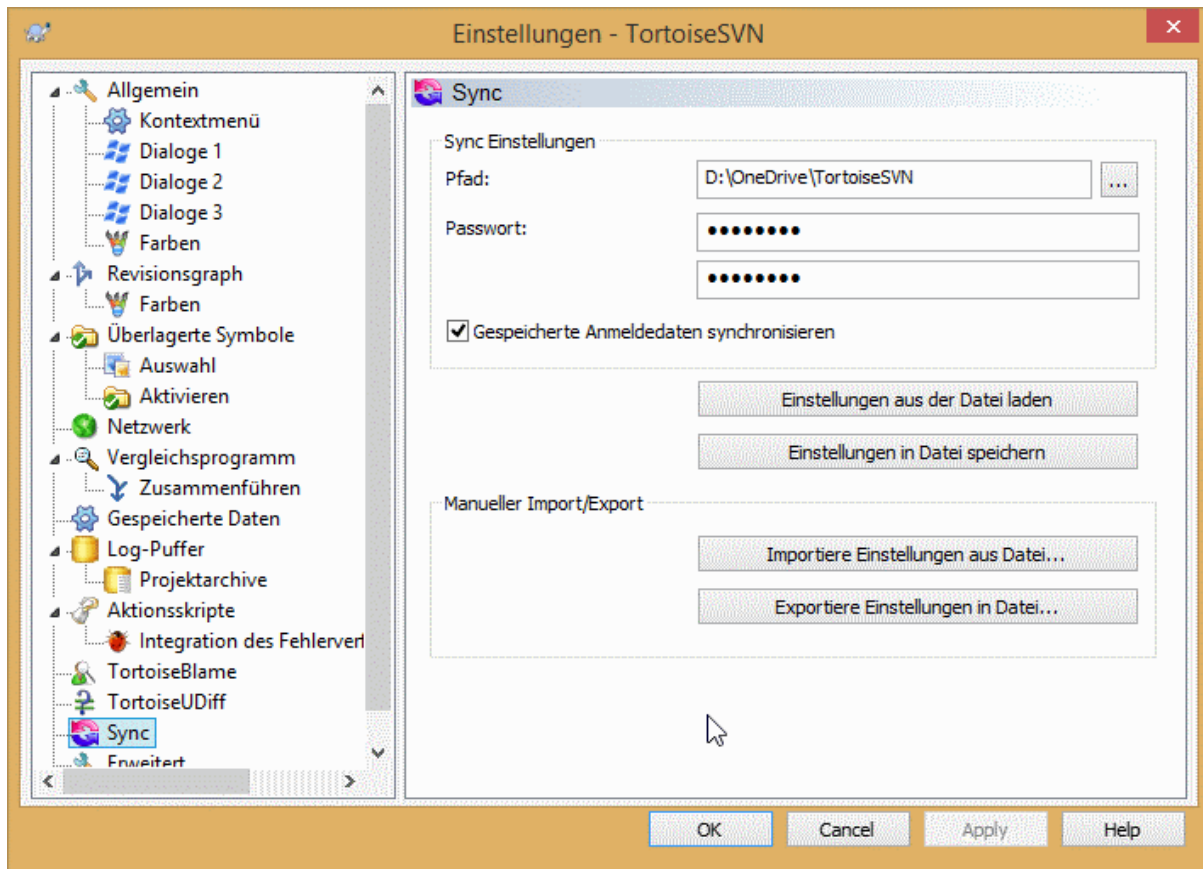 Einstellungen - TortoiseSVN
Allgemein
Kontextmenü
Dialoge 1
Dialoge 2
Dialoge 3
Farben
Revisionsgraph
Farben
Überlagerte Symbole
Auswahl
Aktivieren
Netzwerk
Vergleichsprogramm
Zusammenführen
Gespeicherte Daten
Log-Puffer
Projektarchive
Aktionsskripte
Integration des Fehlerverf
TortoiseBlame
TortoiseUDiff
Sync
Erweitert
Sync
Sync Einstellungen
Pfad:
D:\OneDrive\TortoiseSVN
...
Passwort:
●●●●●●●●
●●●●●●●●
Gespeicherte Anmeldedaten synchronisieren
Einstellungen aus der Datei laden
Einstellungen in Datei speichern
Manueller Import/Export
Importiere Einstellungen aus Datei...
Exportiere Einstellungen in Datei...
OK
Cancel
Apply
Help